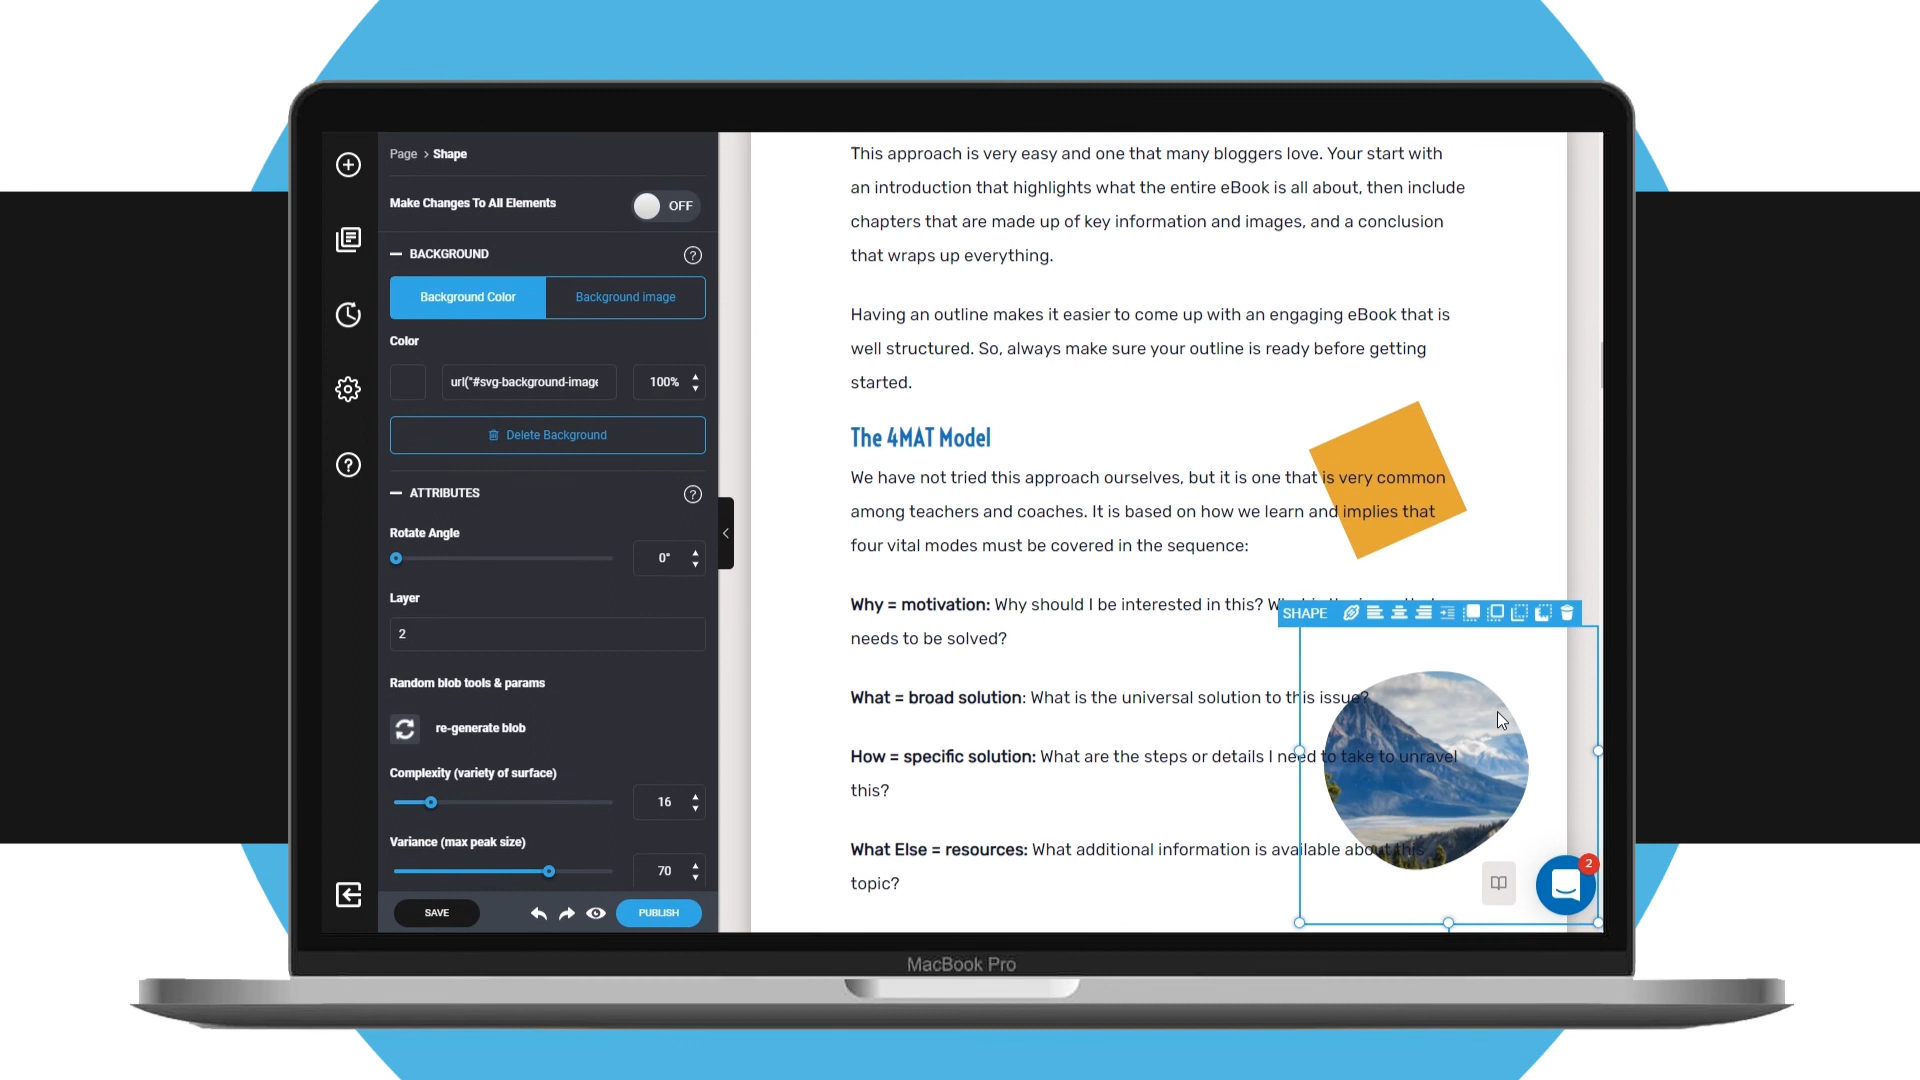 Page > Shape
Make Changes To All Elements
OFF
BACKGROUND
?
Background Color
Background image
Color
url("#svg-background-image
100%
Delete Background
ATTRIBUTES
?
Rotate Angle
0°
Layer
2
Random blob tools & params
re-generate blob
Complexity (variety of surface)
16
Variance (max peak size)
70
SAVE
PUBLISH
This approach is very easy and one that many bloggers love. Your start with
an introduction that highlights what the entire eBook is all about, then include
chapters that are made up of key information and images, and a conclusion
that wraps up everything.
Having an outline makes it easier to come up with an engaging eBook that is
well structured. So, always make sure your outline is ready before getting
started.
The 4MAT Model
We have not tried this approach ourselves, but it is one that is very common
among teachers and coaches. It is based on how we learn and implies that
four vital modes must be covered in the sequence:
Why = motivation: Why should I be interested in this?
SHAPE
needs to be solved?
What = broad solution: What is the universal solution to this issue?
How = specific solution: What are the steps or details I need to take to unravel
this?
What Else = resources: What additional information is available about this
topic?
2
MacBook Pro